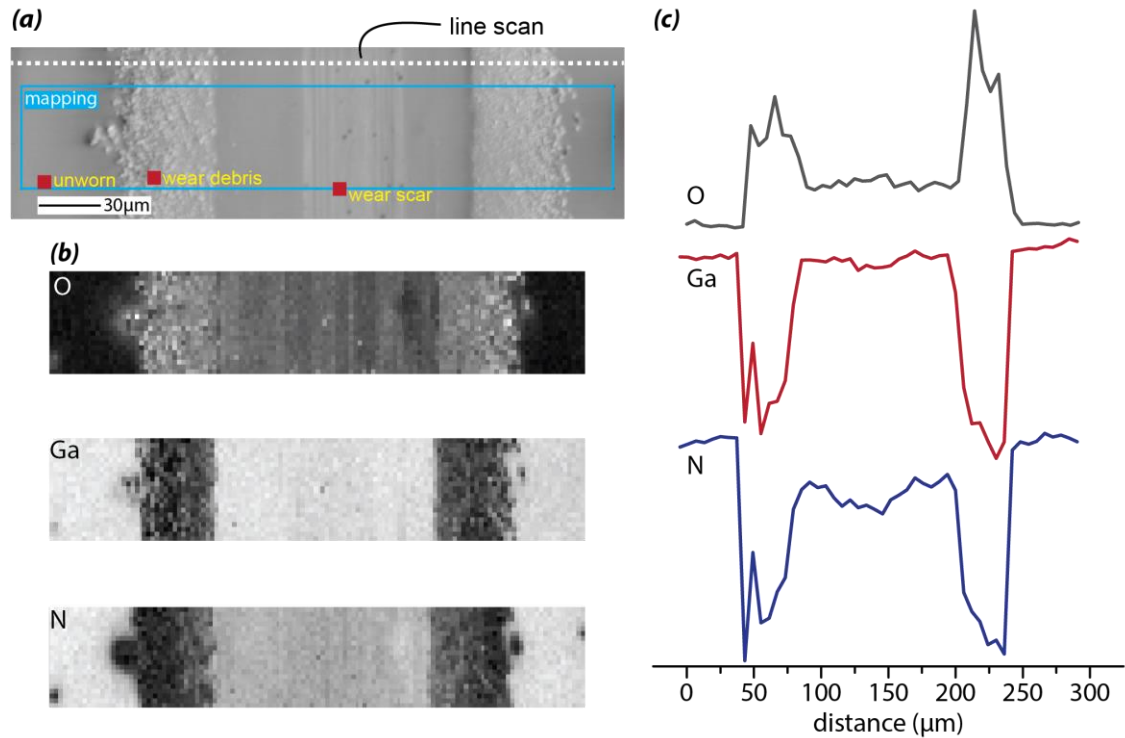 (a)
line scan
mapping
unworn
wear debris
wear scar
30μm
(b)
O
Ga
N
(c)
O
Ga
N
0 50 100 150 200 250 300
distance (μm)